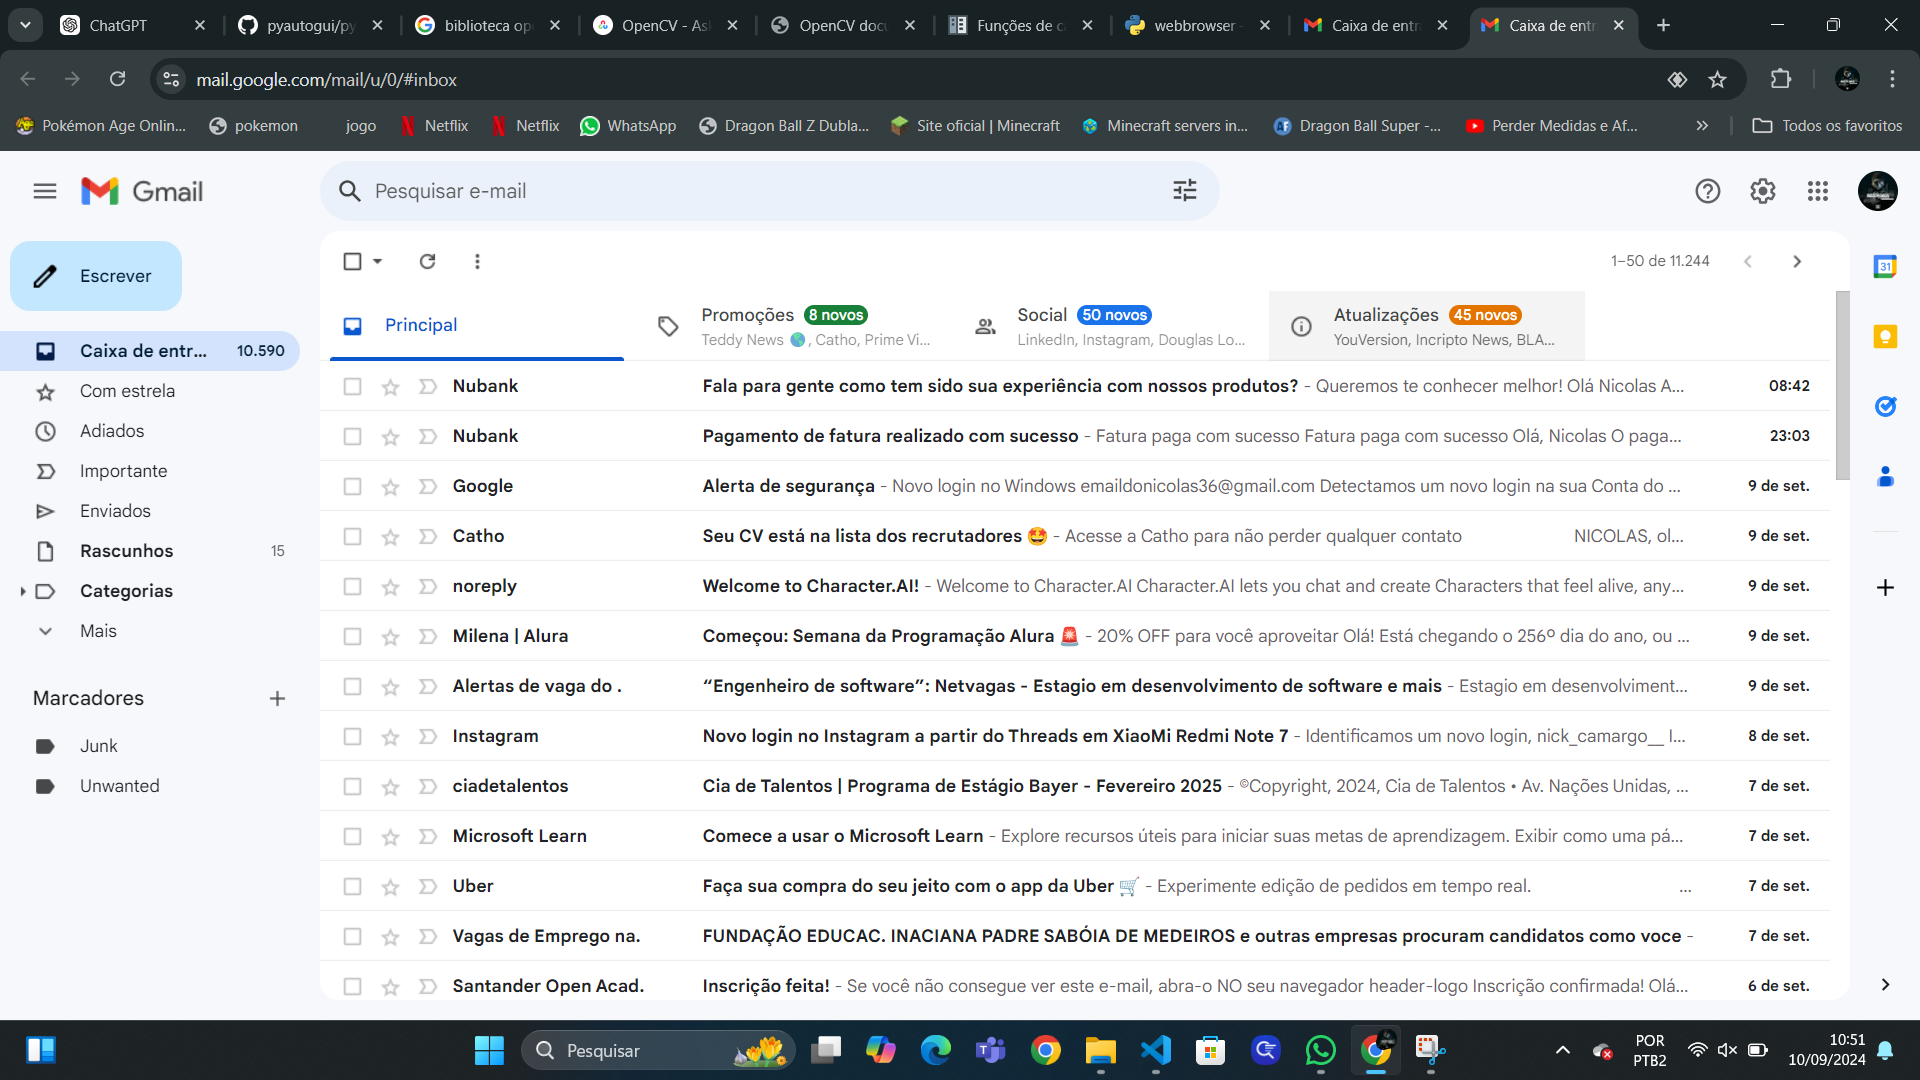 ChatGPT
pyautogui/py
biblioteca ope
OpenCV - Ask
OpenCV docu
Funções de ca
webbrowser -
Caixa de entr
Caixa de entr
mail.google.com/mail/u/0/#inbox
Pokémon Age Onlin...
pokemon
jogo
Netflix
Netflix
WhatsApp
Dragon Ball Z Dubla...
Site oficial | Minecraft
Minecraft servers in...
Dragon Ball Super -...
Perder Medidas e Af...
Todos os favoritos
Gmail
Pesquisar e-mail
Escrever
1–50 de 11.244
Principal
Promoções 8 novos
Teddy News 🌎, Catho, Prime Vi...
Social 50 novos
LinkedIn, Instagram, Douglas Lo...
Atualizações 45 novos
YouVersion, Incripto News, BLA...
Caixa de entr... 10.590
Com estrela
Adiados
Importante
Enviados
Rascunhos 15
Categorias
Mais
Marcadores
Junk
Unwanted
Nubank Fala para gente como tem sido sua experiência com nossos produtos? - Queremos te conhecer melhor! Olá Nicolas A... 08:42
Nubank Pagamento de fatura realizado com sucesso - Fatura paga com sucesso Fatura paga com sucesso Olá, Nicolas O paga... 23:03
Google Alerta de segurança - Novo login no Windows emaildonicolas36@gmail.com Detectamos um novo login na sua Conta do ... 9 de set.
Catho Seu CV está na lista dos recrutadores 🤩 - Acesse a Catho para não perder qualquer contato NICOLAS, ol... 9 de set.
noreply Welcome to Character.AI! - Welcome to Character.AI Character.AI lets you chat and create Characters that feel alive, any... 9 de set.
Milena | Alura Começou: Semana da Programação Alura 🚨 - 20% OFF para você aproveitar Olá! Está chegando o 256º dia do ano, ou ... 9 de set.
Alertas de vaga do . “Engenheiro de software”: Netvagas - Estagio em desenvolvimento de software e mais - Estagio em desenvolviment... 9 de set.
Instagram Novo login no Instagram a partir do Threads em XiaoMi Redmi Note 7 - Identificamos um novo login, nick_camargo__ I... 8 de set.
ciadetalentos Cia de Talentos | Programa de Estágio Bayer - Fevereiro 2025 - ©Copyright, 2024, Cia de Talentos • Av. Nações Unidas, ... 7 de set.
Microsoft Learn Comece a usar o Microsoft Learn - Explore recursos úteis para iniciar suas metas de aprendizagem. Exibir como uma pá... 7 de set.
Uber Faça sua compra do seu jeito com o app da Uber 🛒 - Experimente edição de pedidos em tempo real. ... 7 de set.
Vagas de Emprego na. FUNDAÇÃO EDUCAC. INACIANA PADRE SABÓIA DE MEDEIROS e outras empresas procuram candidatos como voce - 7 de set.
Santander Open Acad. Inscrição feita! - Se você não consegue ver este e-mail, abra-o NO seu navegador header-logo Inscrição confirmada! Olá... 6 de set.
Pesquisar
POR
PTB2
10:51
10/09/2024